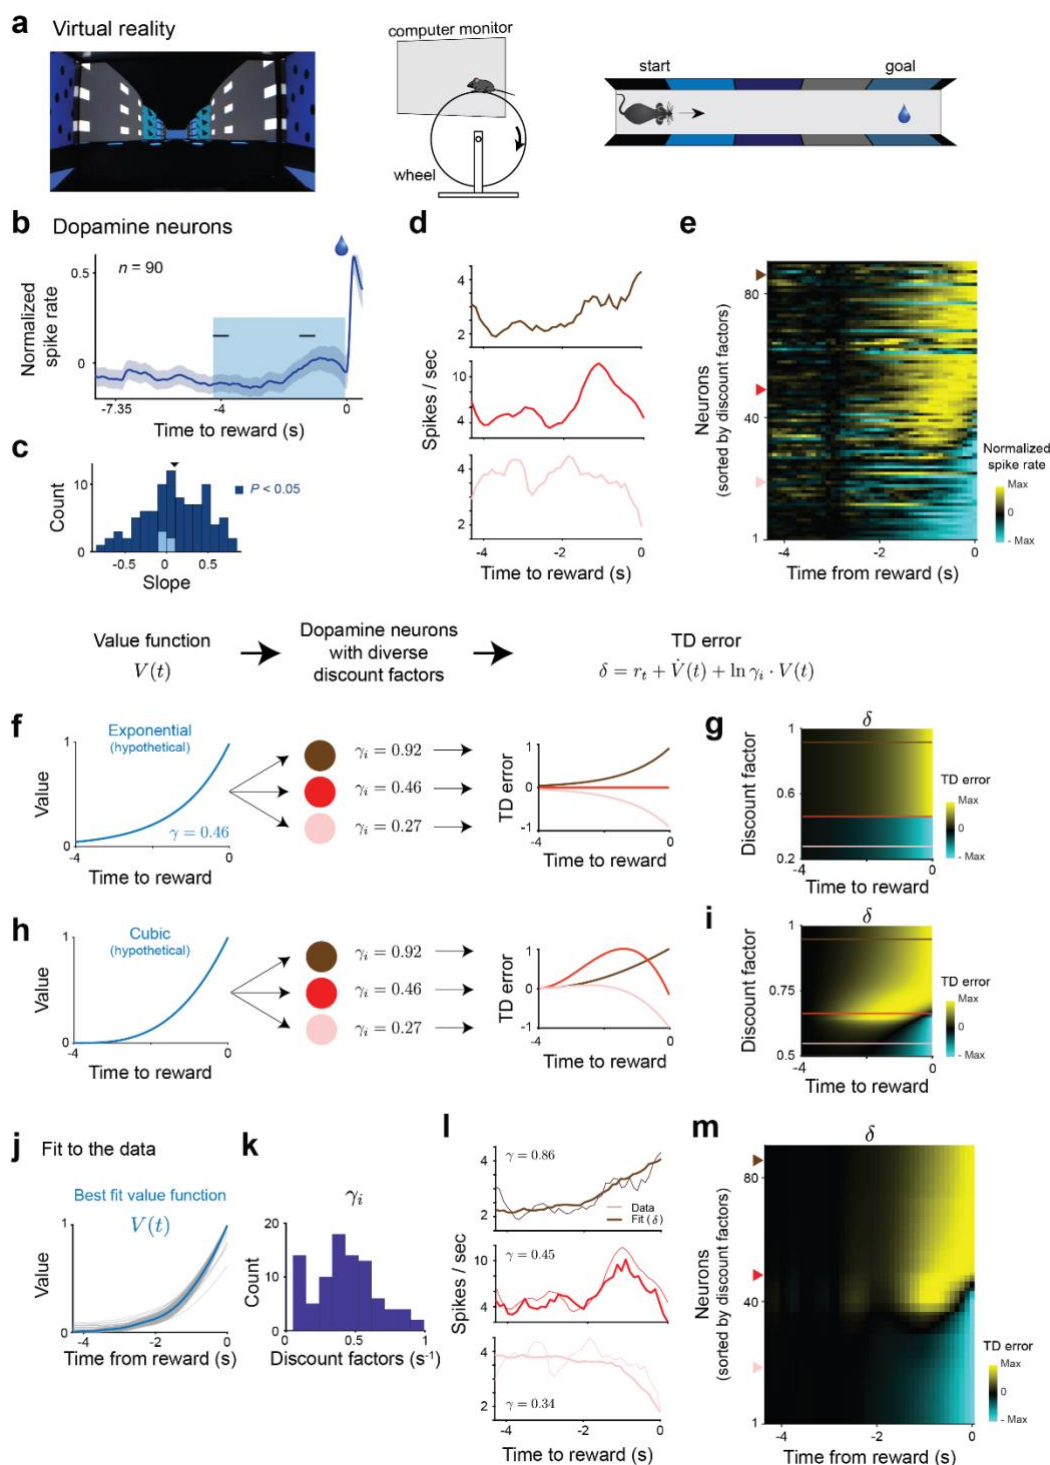 a Virtual reality
computer monitor
wheel
start
goal
b Dopamine neurons
n = 90
0.5
0
Normalized
spike rate
-7.35
-4
0
Time to reward (s)
c
10
0
Count
P < 0.05
-0.5
0
0.5
Slope
d
4
2
10
4
4
2
Spikes / sec
-4
-2
0
Time to reward (s)
e
80
40
1
Neurons
(sorted by discount factors)
-4
-2
0
Time from reward (s)
Normalized
spike rate
Max
0
- Max
Value function
V(t)
Dopamine neurons
with diverse
discount factors
TD error
δ = r_t + V̇(t) + ln γ_i · V(t)
f
Exponential
(hypothetical)
1
0
Value
γ = 0.46
-4
0
Time to reward
γ_i = 0.92
γ_i = 0.46
γ_i = 0.27
1
0
-1
TD error
-4
0
Time to reward
g
δ
1
0.6
0.2
Discount factor
-4
0
Time to reward
TD error
Max
0
- Max
h
Cubic
(hypothetical)
1
0
Value
-4
0
Time to reward
γ_i = 0.92
γ_i = 0.46
γ_i = 0.27
1
0
-1
TD error
-4
0
Time to reward
i
δ
1
0.75
0.5
Discount factor
-4
0
Time to reward
TD error
Max
0
- Max
j Fit to the data
Best fit value function
V(t)
1
0
Value
-4
-2
0
Time from reward (s)
k
γ_i
20
10
0
Count
0
0.5
1
Discount factors (s⁻¹)
l
γ = 0.86
4
2
Data
Fit (δ)
γ = 0.45
10
4
4
2
γ = 0.34
Spikes / sec
-4
-2
0
Time to reward (s)
m
δ
80
40
1
Neurons
(sorted by discount factors)
-4
-2
0
Time from reward (s)
TD error
Max
0
- Max